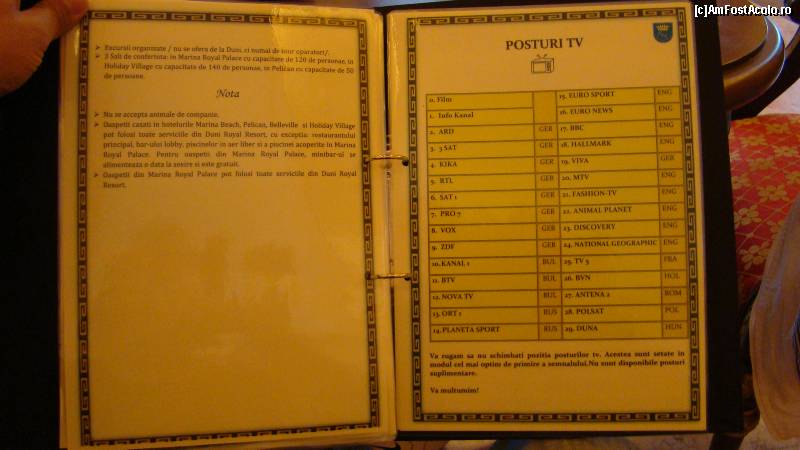 [c]AmFostAcolo.ro
➢ Excursii organizate / nu se ofera de la Duni, ci numai de tour operatori/.
➢ 3 Sali de conferinta: in Marina Royal Palace cu capacitate de 120 de persoane, in
Holiday Village cu capacitate de 140 de persoane, in Pelican cu capacitate de 50
de persoane.
Nota
➢ Nu se accepta animale de companie.
➢ Oaspetii cazati in hotelurile Marina Beach, Pelican, Belleville si Holiday Village
pot folosi toate serviciile din Duni Royal Resort, cu exceptia: restaurantului
principal, bar-ului lobby, piscinelor in aer liber si a piscinei acoperite in Marina
Royal Palace. Pentru oaspetii din Marina Royal Palace, minibar-ul se
alimenteaza o data la sosire si este gratuit.
➢ Oaspetii din Marina Royal Palace pot folosi toate serviciile din Duni Royal
Resort.
POSTURI TV
0. Film 15. EURO SPORT ENG
1. Info Kanal 16. EURO NEWS ENG
2. ARD GER 17. BBC ENG
3. 3 SAT GER 18. HALLMARK ENG
4. KIKA GER 19. VIVA GER
5. RTL GER 20. MTV ENG
6. SAT 1 GER 21. FASHION-TV ENG
7. PRO 7 GER 22. ANIMAL PLANET ENG
8. VOX GER 23. DISCOVERY ENG
9. ZDF GER 24. NATIONAL GEOGRAPHIC ENG
10. KANAL 1 BUL 25. TV 5 FRA
11. BTV BUL 26. BVN HOL
12. NOVA TV BUL 27. ANTENA 2 ROM
13. ORT 1 RUS 28. POLSAT POL
14. PLANETA SPORT RUS 29. DUNA HUN
Va rugam sa nu schimbati pozitia posturilor tv. Acestea sunt setate in
modul cel mai optim de primire a semnalului.Nu sunt disponibile posturi
suplimentare.
Va multumim!